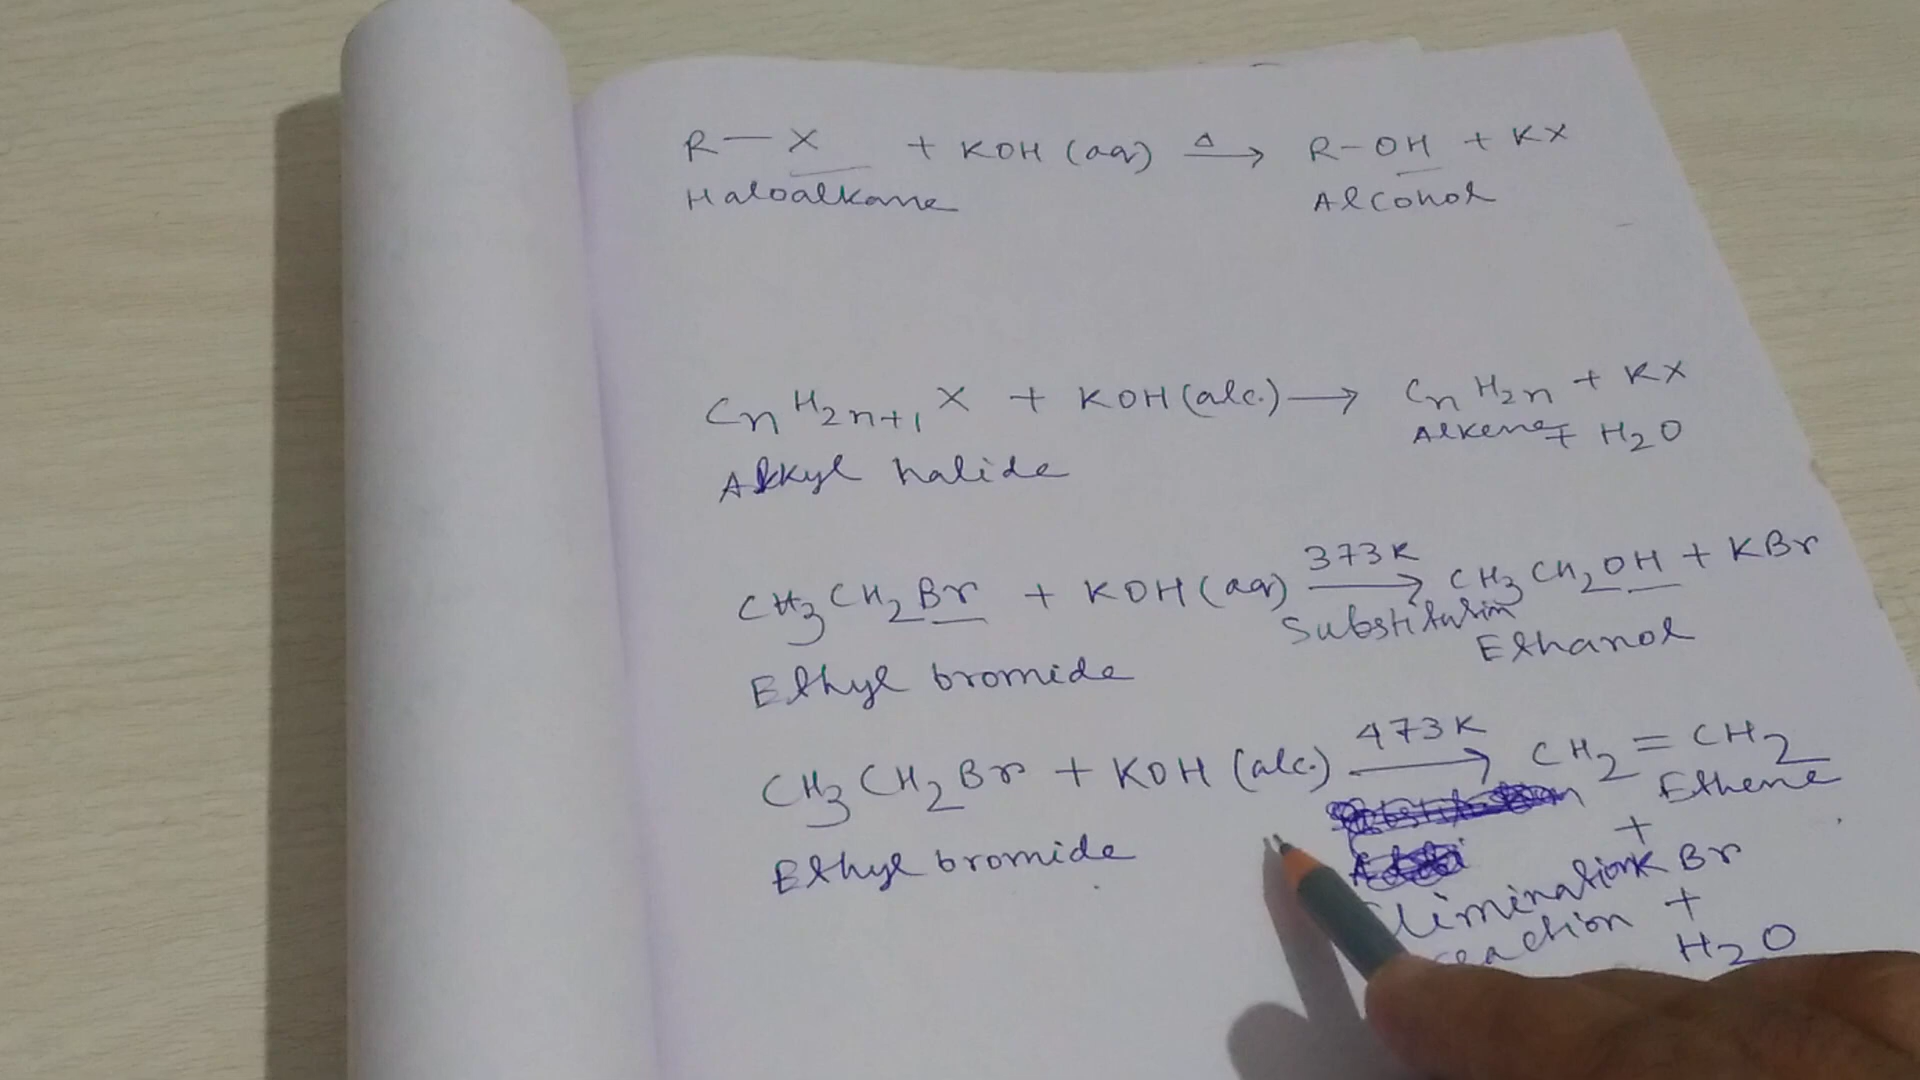 R — X + KOH (aq) Δ → R-OH + KX
Haloalkane Alcohol
CnH2n+1 X + KOH (alc.) → CnH2n + KX
Alkyl halide Alkene + H2O
CH3CH2Br + KOH (aq) 373K → CH3CH2OH + KBr
Substitution
Ethyl bromide Ethanol
CH3CH2Br + KOH (alc.) 473K → CH2=CH2
Ethyl bromide Ethene
+
Elimination KBr
reaction +
H2O